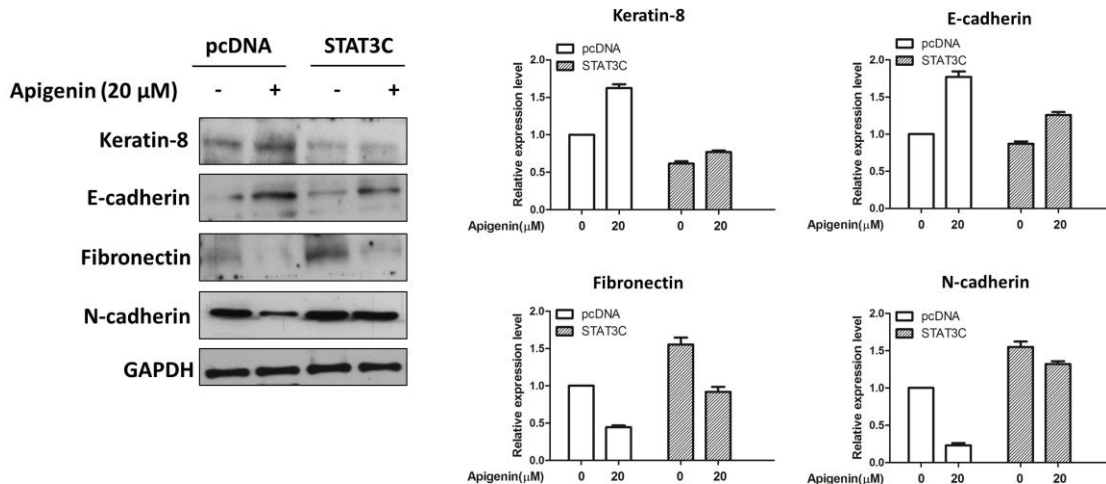 pcDNA STAT3C
Apigenin (20 μM) - + - +
Keratin-8
E-cadherin
Fibronectin
N-cadherin
GAPDH
Keratin-8
pcDNA
STAT3C
Relative expression level
2.0
1.5
1.0
0.5
0.0
Apigenin(μM) 0 20 0 20
E-cadherin
pcDNA
STAT3C
Relative expression level
2.0
1.5
1.0
0.5
0.0
Apigenin(μM) 0 20 0 20
Fibronectin
pcDNA
STAT3C
Relative expression level
2.0
1.5
1.0
0.5
0.0
Apigenin(μM) 0 20 0 20
N-cadherin
pcDNA
STAT3C
Relative expression level
2.0
1.5
1.0
0.5
0.0
Apigenin(μM) 0 20 0 20